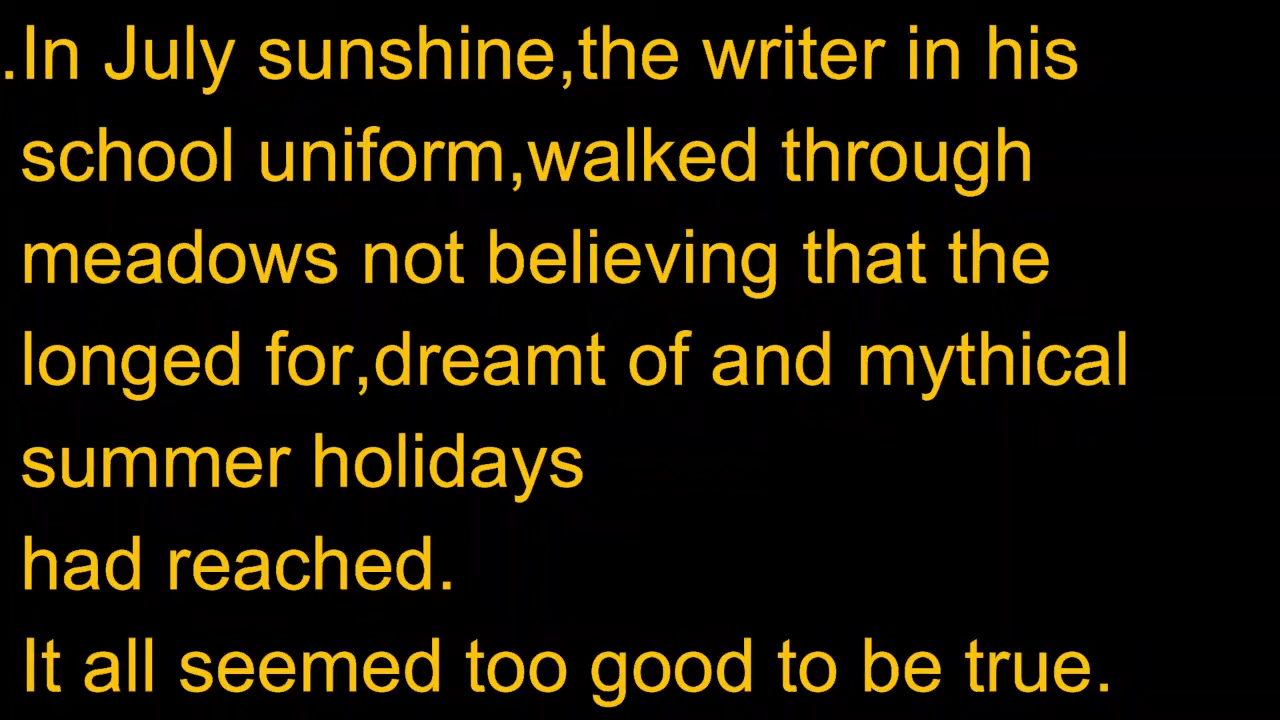 .In July sunshine,the writer in his
school uniform,walked through
meadows not believing that the
longed for,dreamt of and mythical
summer holidays
had reached.
It all seemed too good to be true.